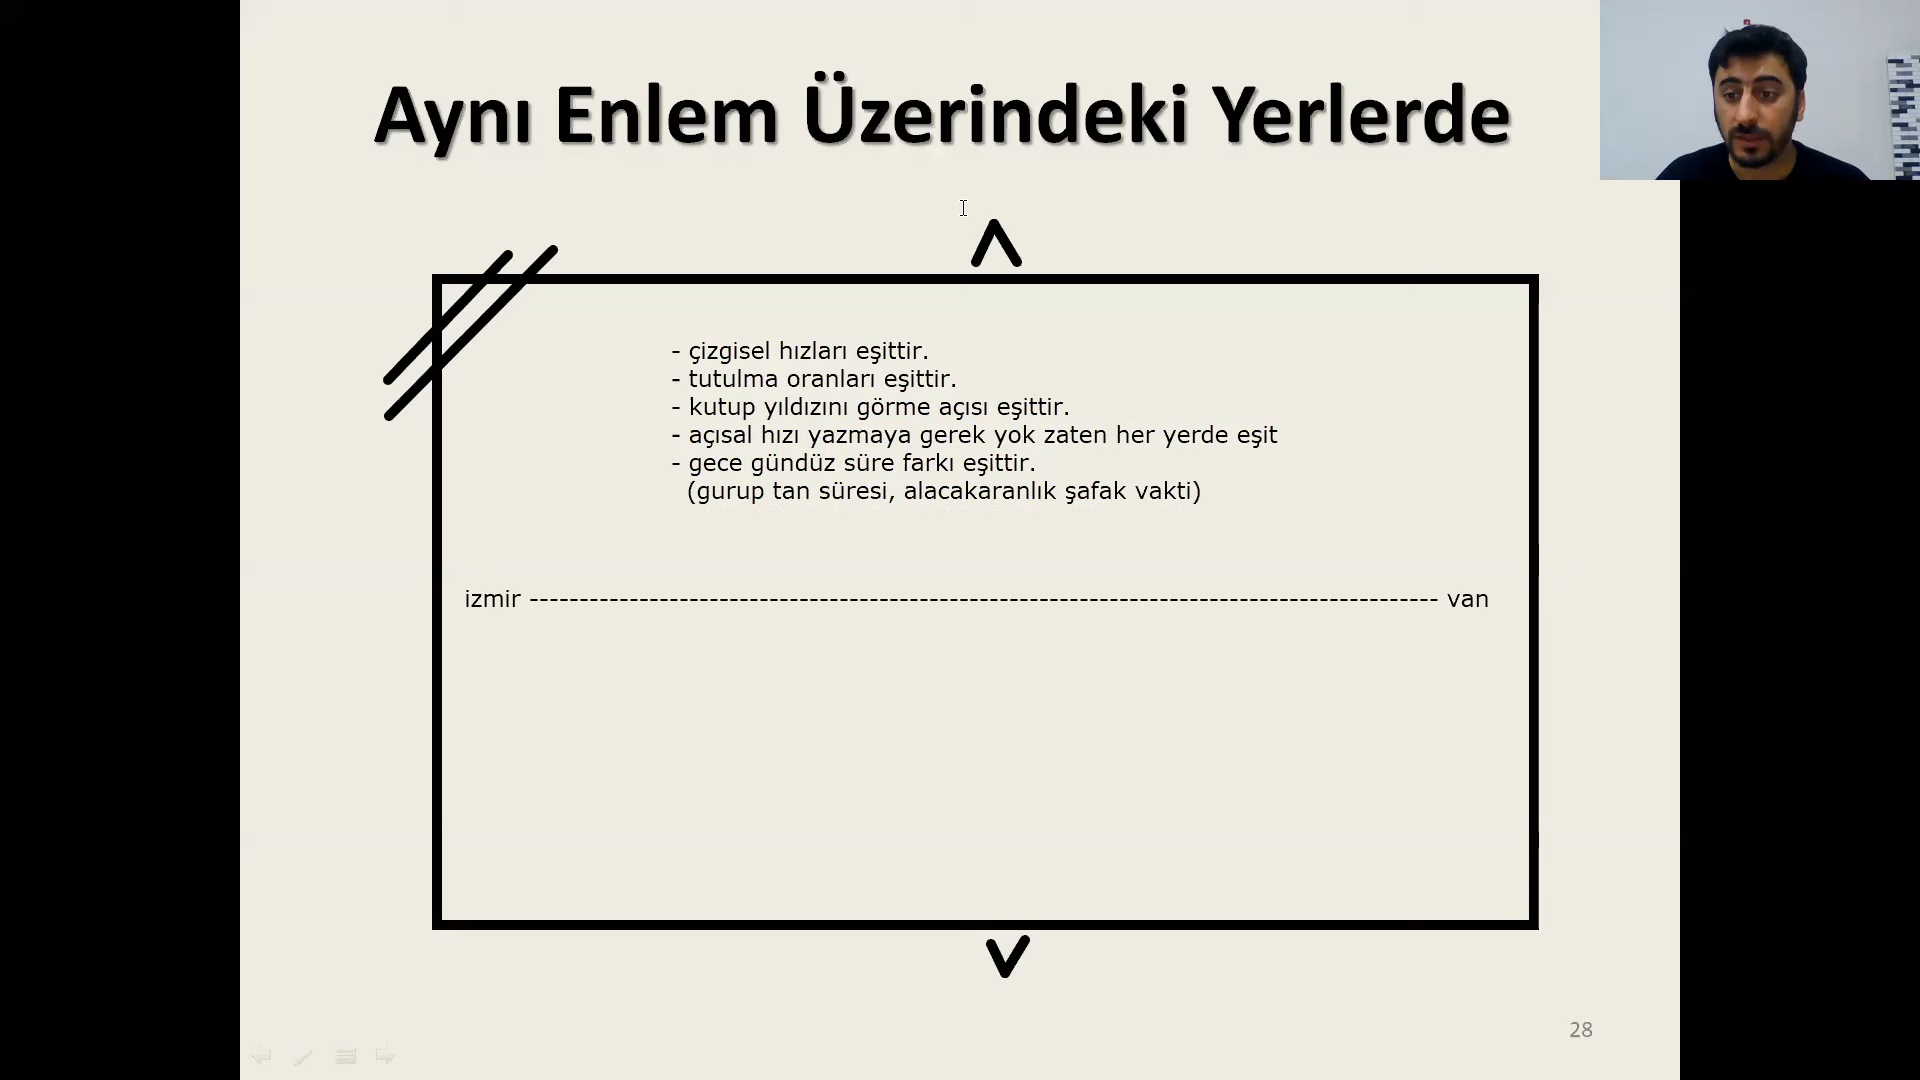 Aynı Enlem Üzerindeki Yerlerde
- çizgisel hızları eşittir.
- tutulma oranları eşittir.
- kutup yıldızını görme açısı eşittir.
- açısal hızı yazmaya gerek yok zaten her yerde eşit
- gece gündüz süre farkı eşittir.
(gurup tan süresi, alacakaranlık şafak vakti)
izmir ------------------------------------------------------------------------------------------- van
28